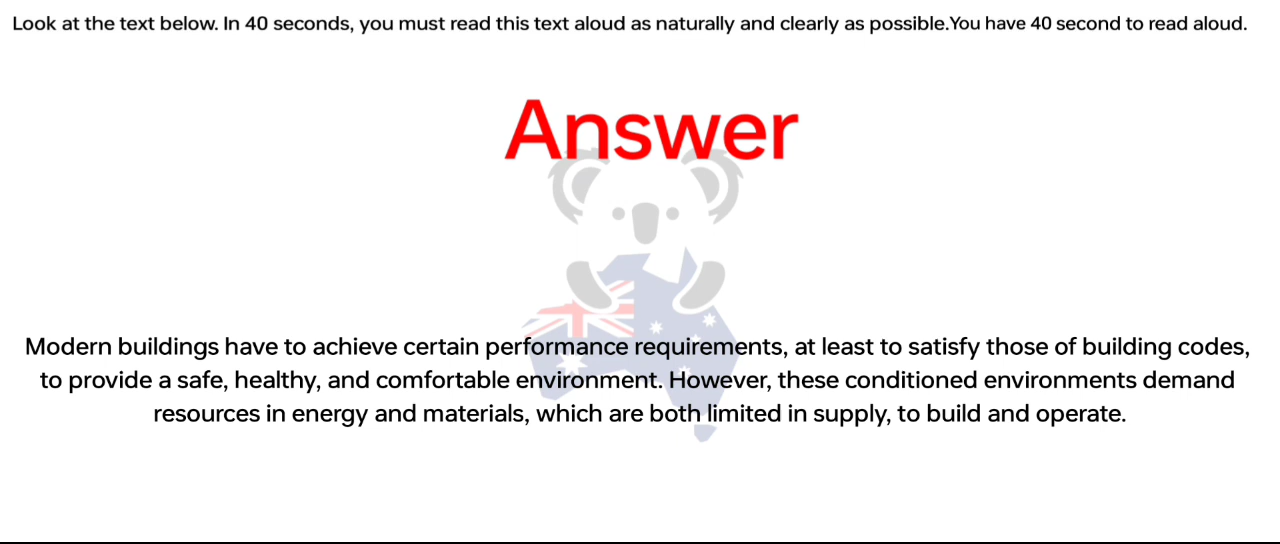 Look at the text below. In 40 seconds, you must read this text aloud as naturally and clearly as possible.You have 40 second to read aloud.
Answer
Modern buildings have to achieve certain performance requirements, at least to satisfy those of building codes,
to provide a safe, healthy, and comfortable environment. However, these conditioned environments demand
resources in energy and materials, which are both limited in supply, to build and operate.